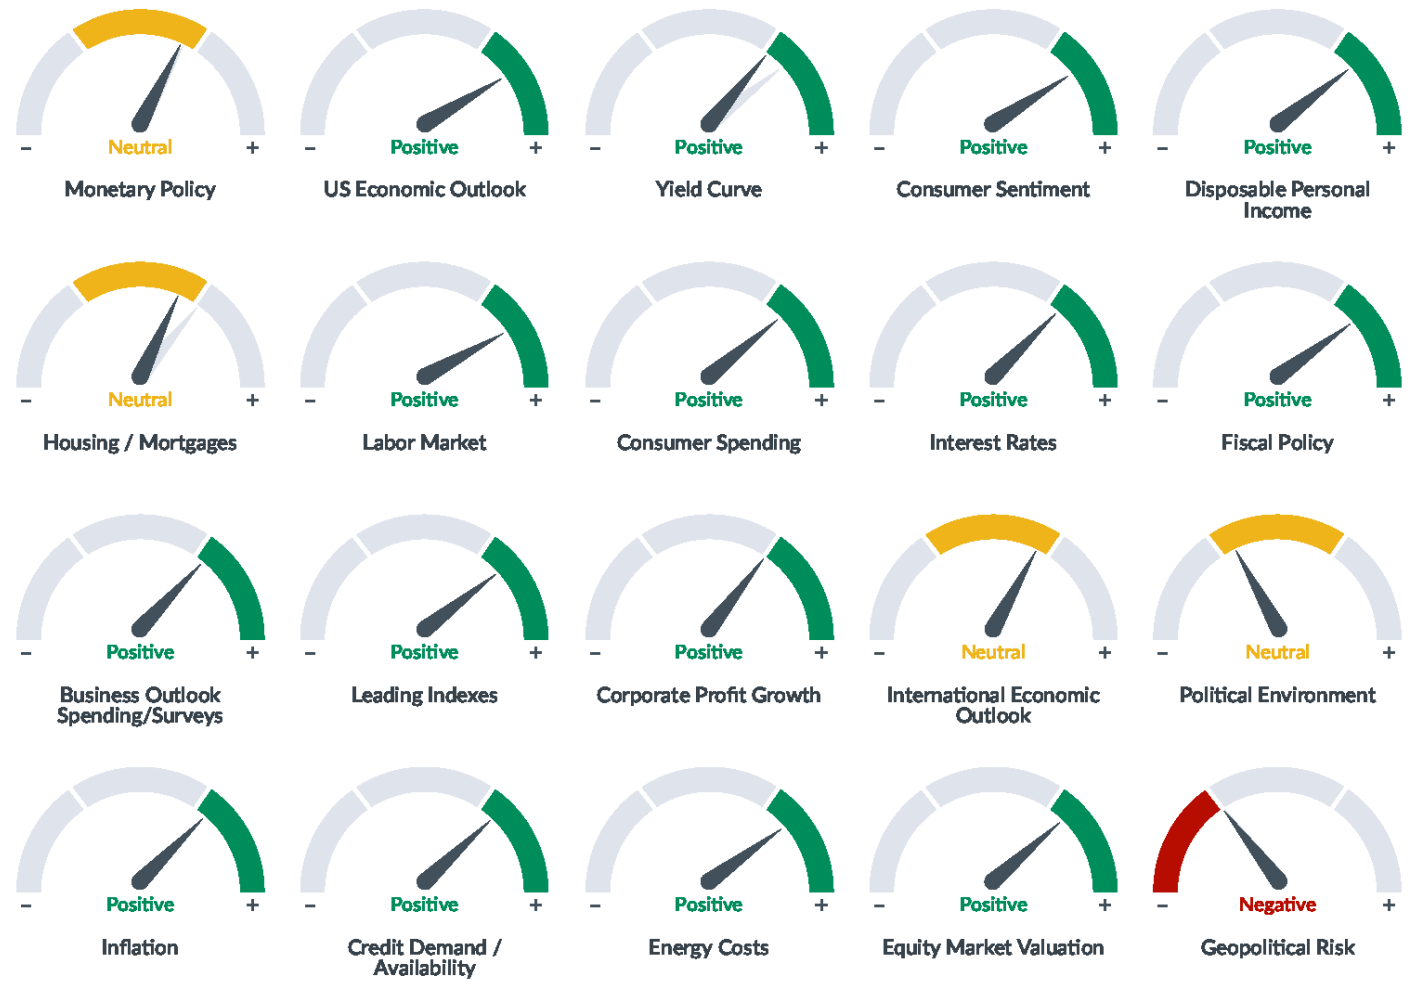 - Neutral +
- Positive +
- Positive +
- Positive +
- Positive +
Monetary Policy
US Economic Outlook
Yield Curve
Consumer Sentiment
Disposable Personal
Income
- Neutral +
- Positive +
- Positive +
- Positive +
- Positive +
Housing / Mortgages
Labor Market
Consumer Spending
Interest Rates
Fiscal Policy
- Positive +
- Positive +
- Positive +
- Neutral +
- Neutral +
Business Outlook
Spending/Surveys
Leading Indexes
Corporate Profit Growth
International Economic
Outlook
Political Environment
- Positive +
- Positive +
- Positive +
- Positive +
- Negative +
Inflation
Credit Demand /
Availability
Energy Costs
Equity Market Valuation
Geopolitical Risk